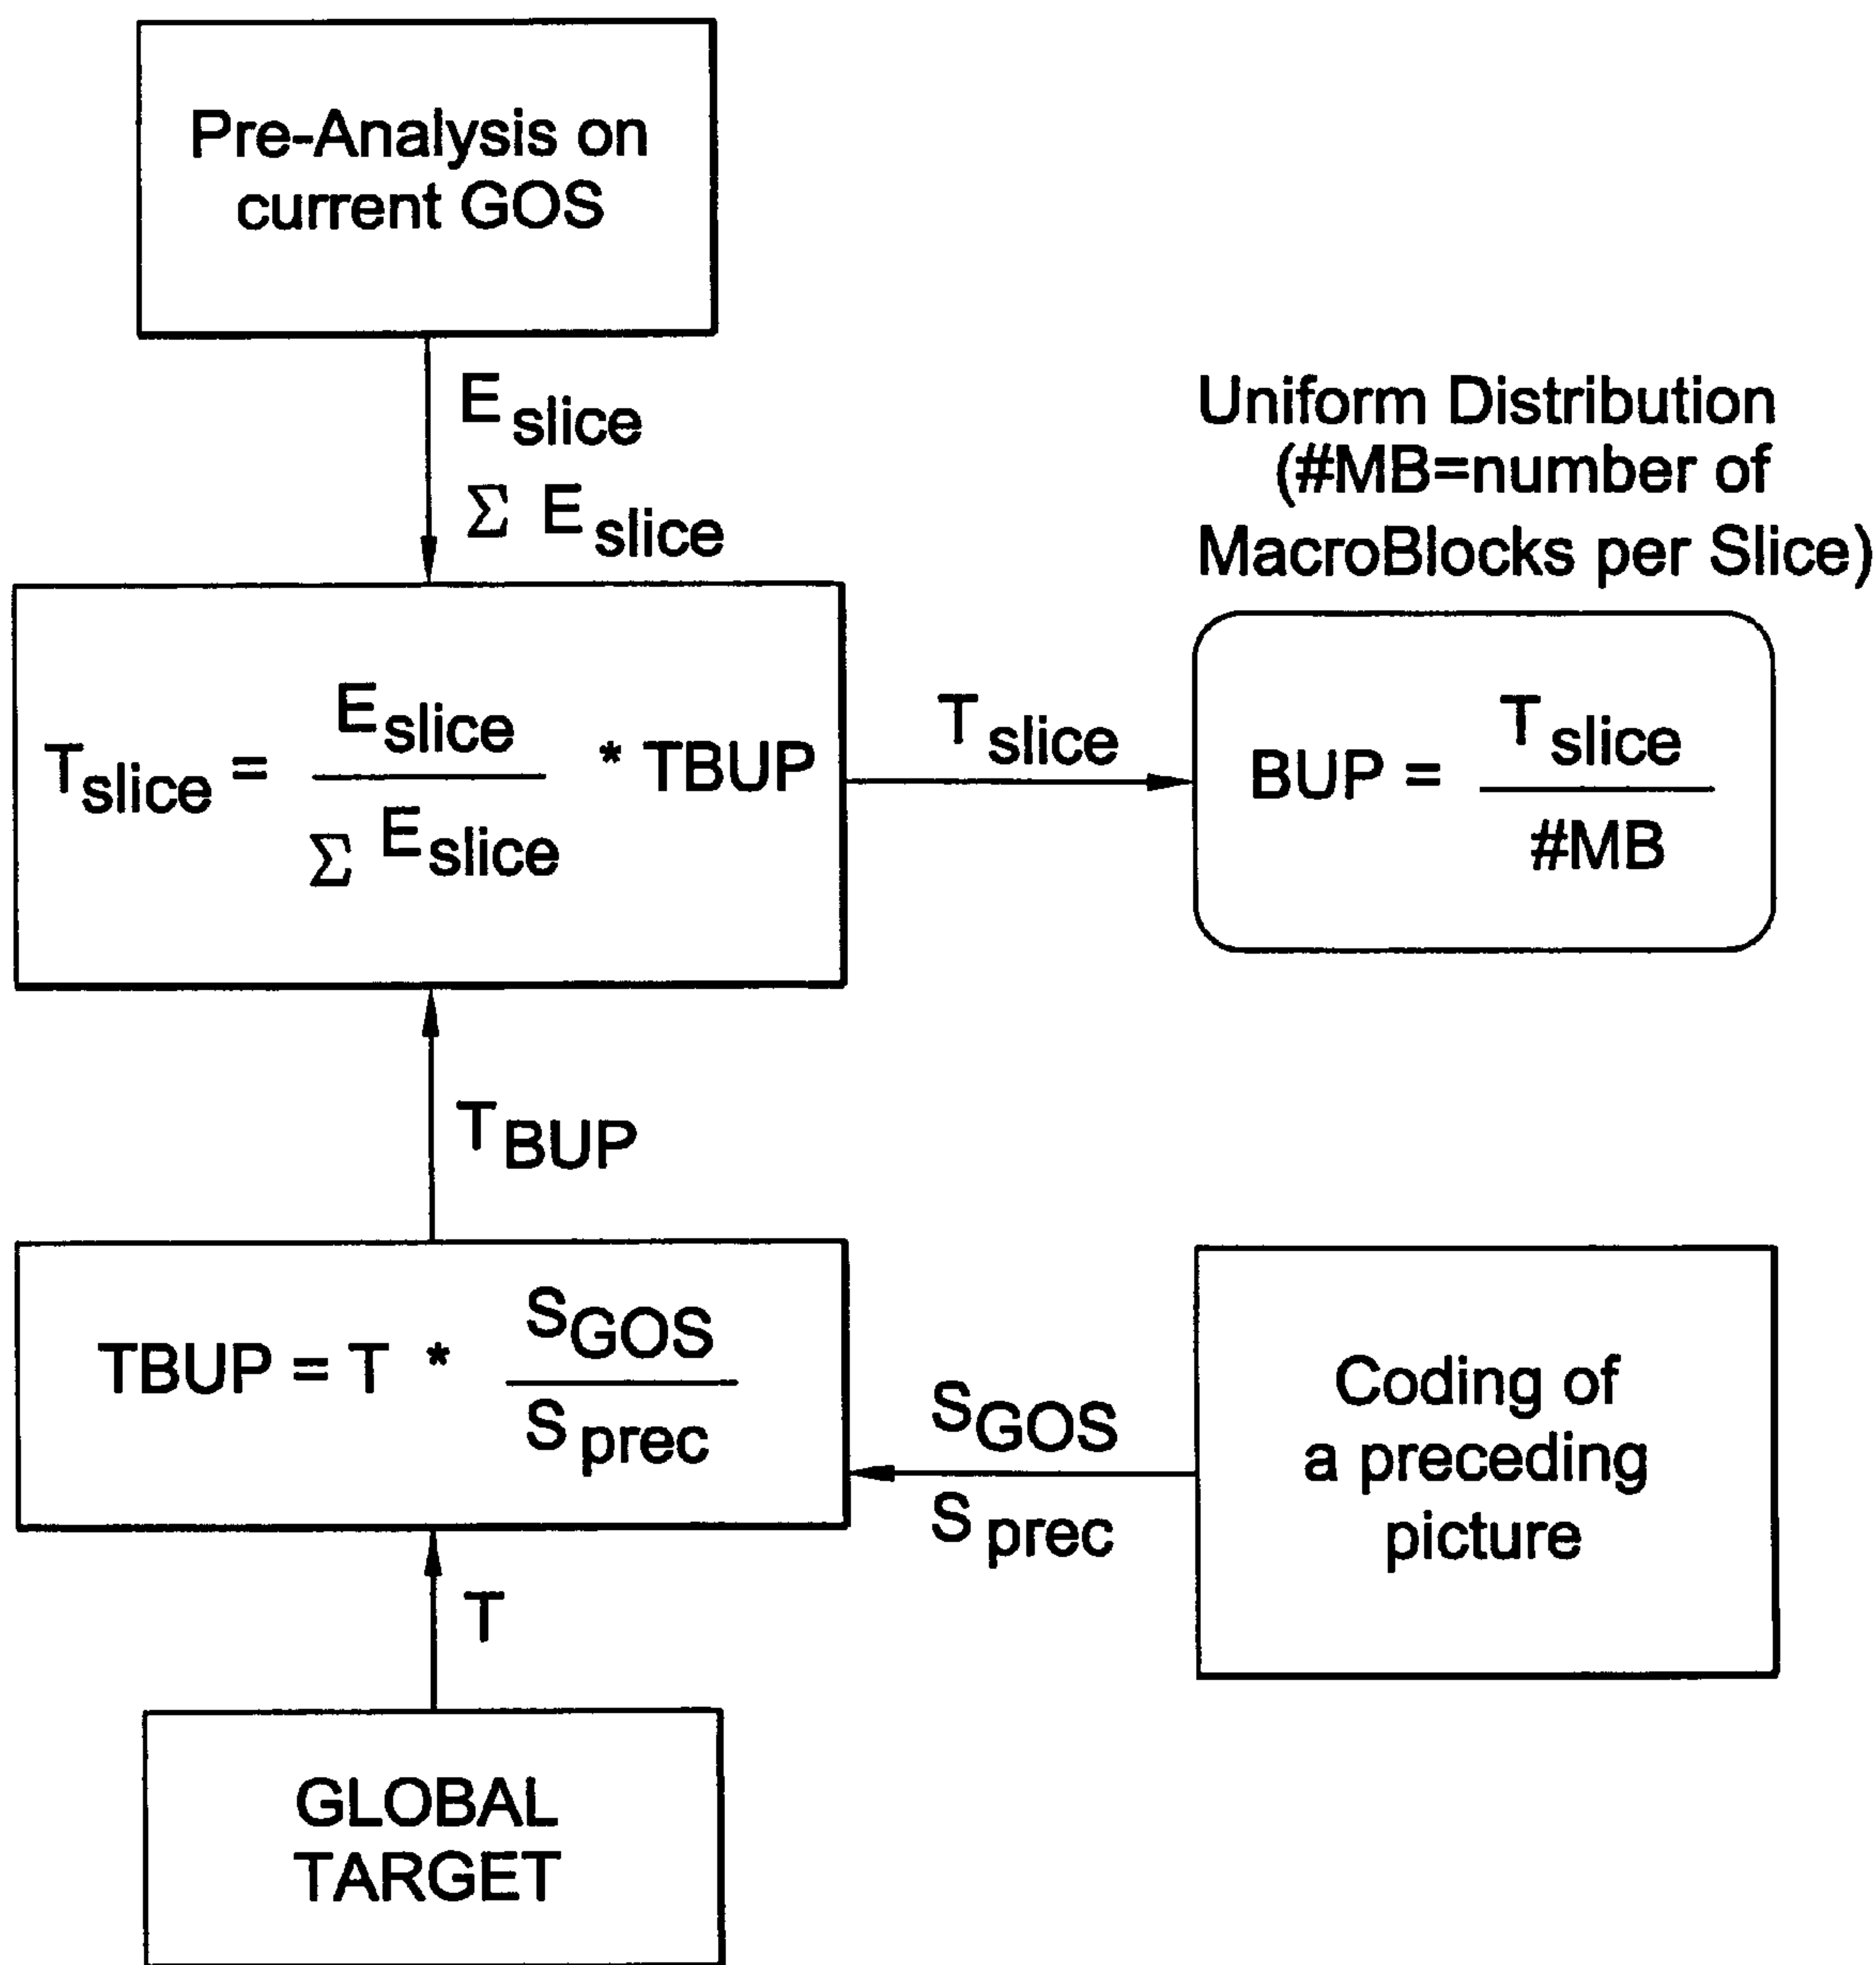 Pre-Analysis on
current GOS
E slice
Σ E slice
Uniform Distribution
(#MB=number of
MacroBlocks per Slice)
T slice = E slice / Σ E slice * TBUP
T slice
BUP = T slice / #MB
T BUP
TBUP = T * S GOS / S prec
S GOS
S prec
Coding of
a preceding
picture
T
GLOBAL
TARGET